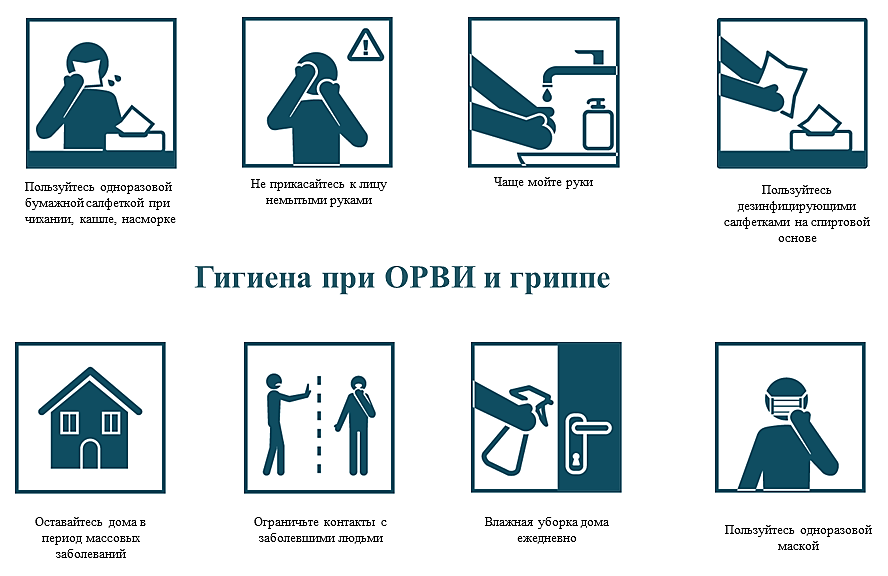 Пользуйтесь одноразовой
бумажной салфеткой при
чихании, кашле, насморке
Не прикасайтесь к лицу
немытыми руками
Чаще мойте руки
Пользуйтесь
дезинфицирующими
салфетками на спиртовой
основе
Гигиена при ОРВИ и гриппе
Оставайтесь дома в
период массовых
заболеваний
Ограничьте контакты с
заболевшими людьми
Влажная уборка дома
ежедневно
Пользуйтесь одноразовой
маской